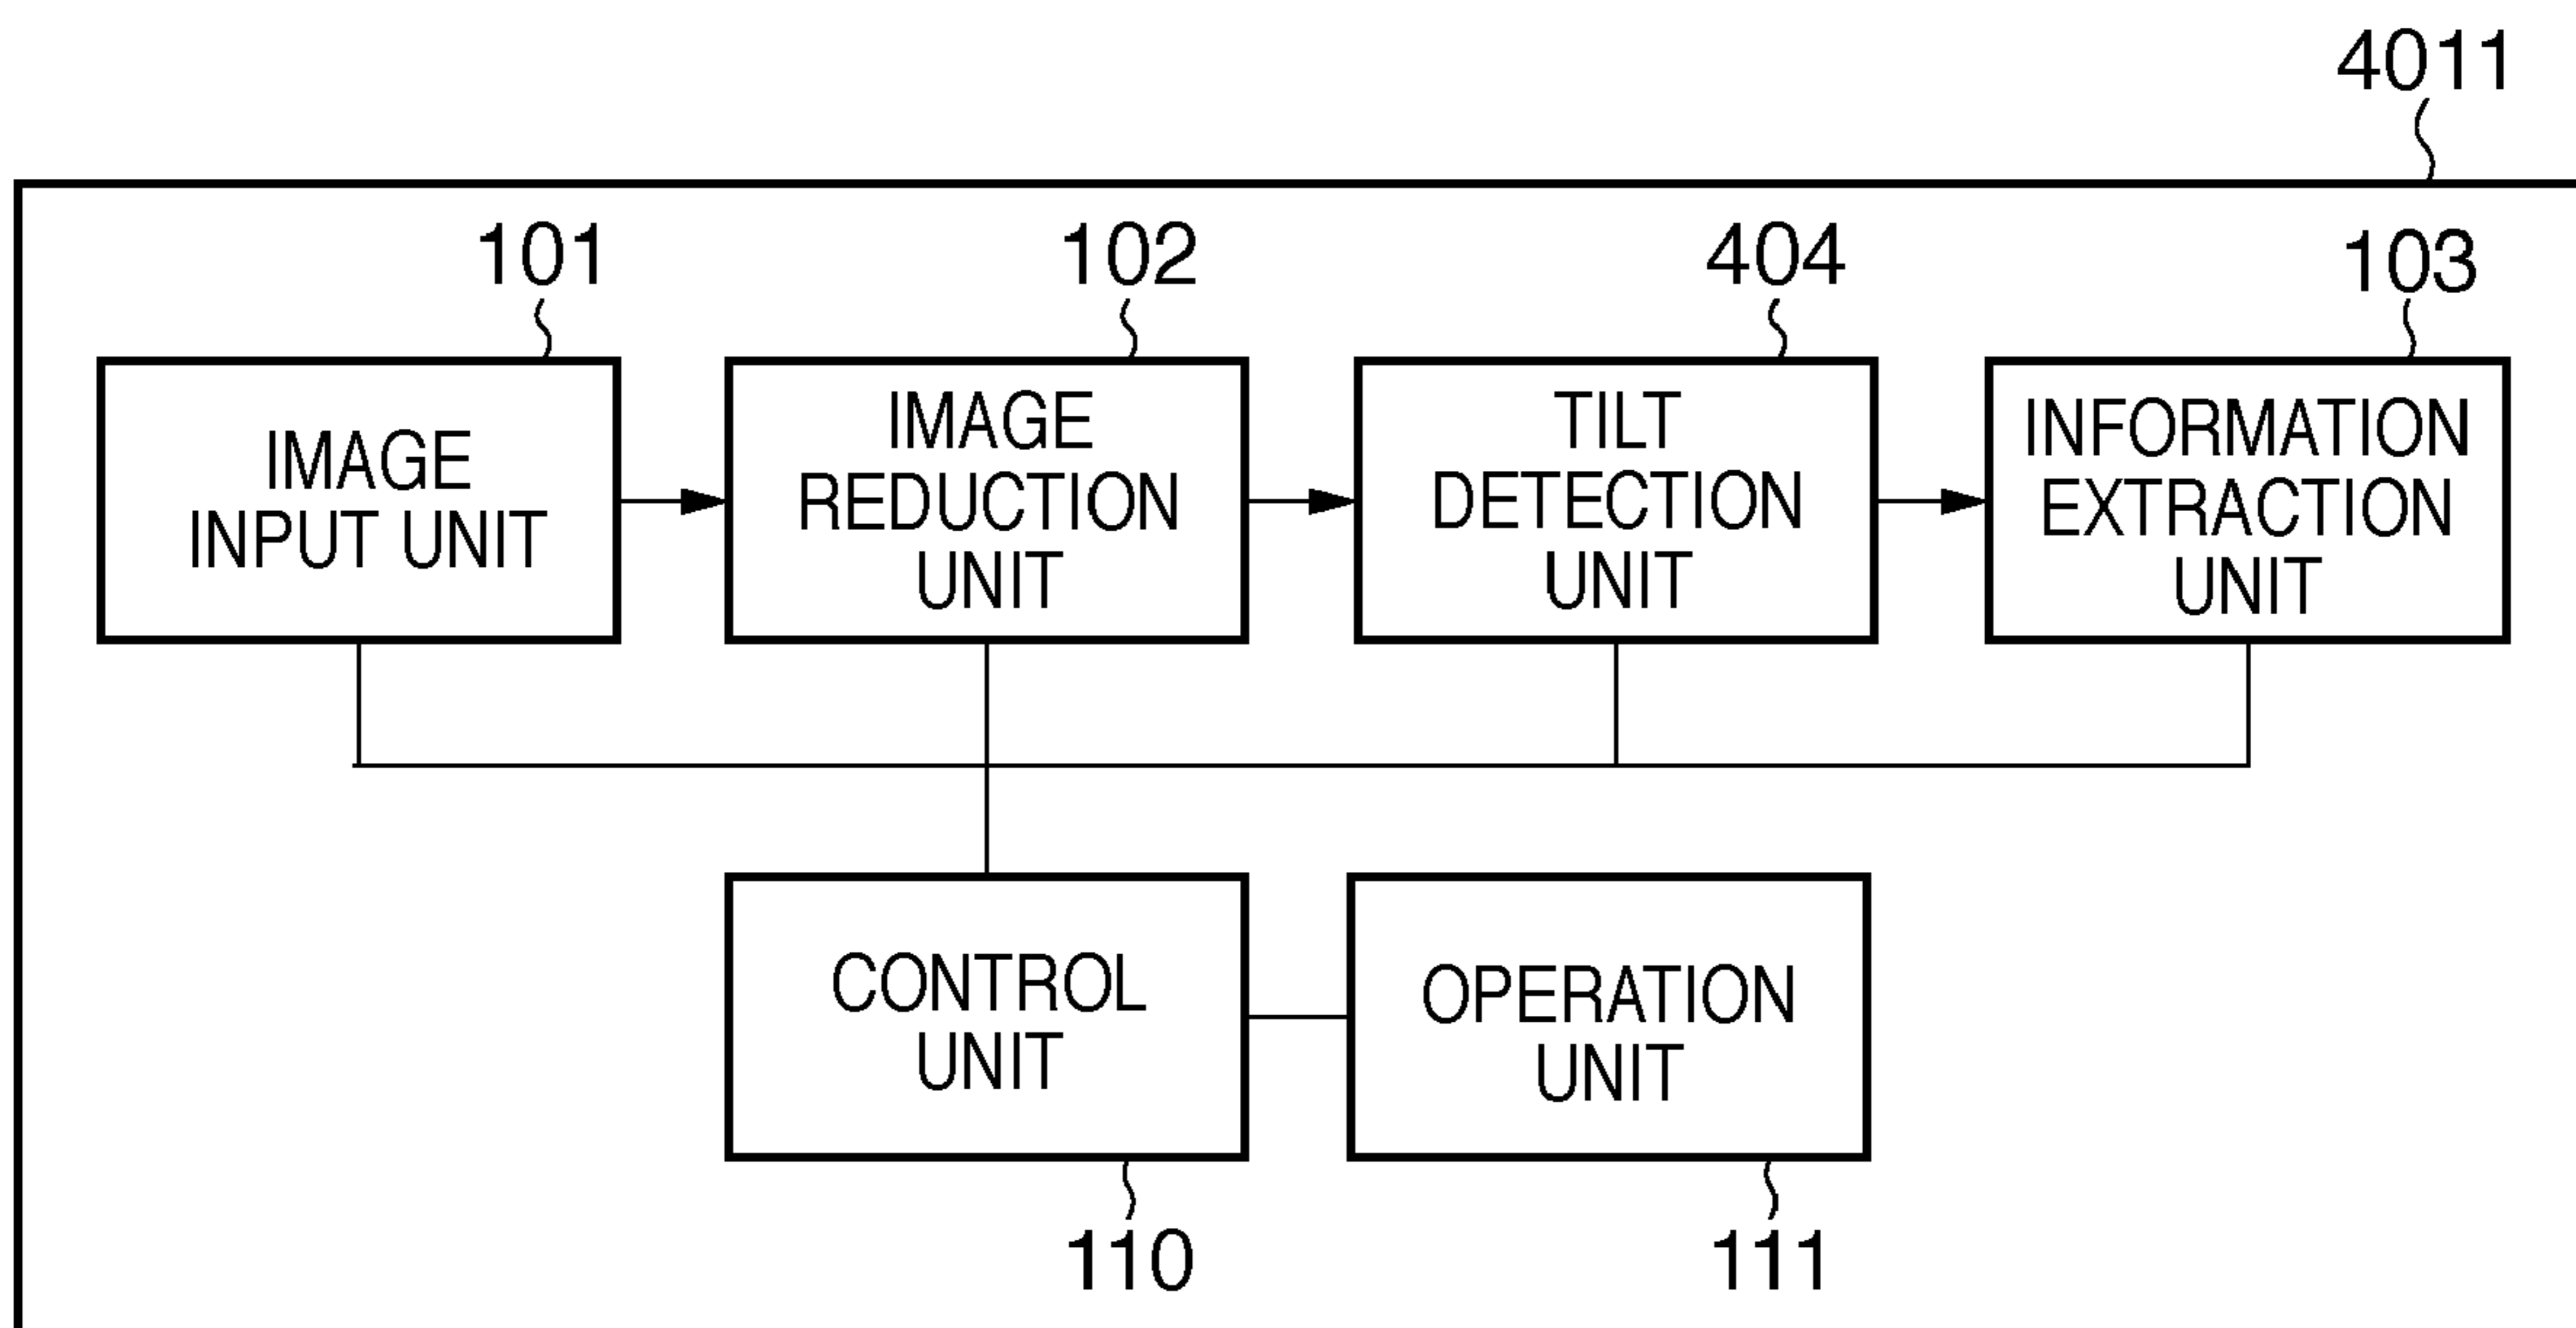 4011
101
102
404
103
IMAGE
INPUT UNIT
IMAGE
REDUCTION
UNIT
TILT
DETECTION
UNIT
INFORMATION
EXTRACTION
UNIT
CONTROL
UNIT
OPERATION
UNIT
110
111